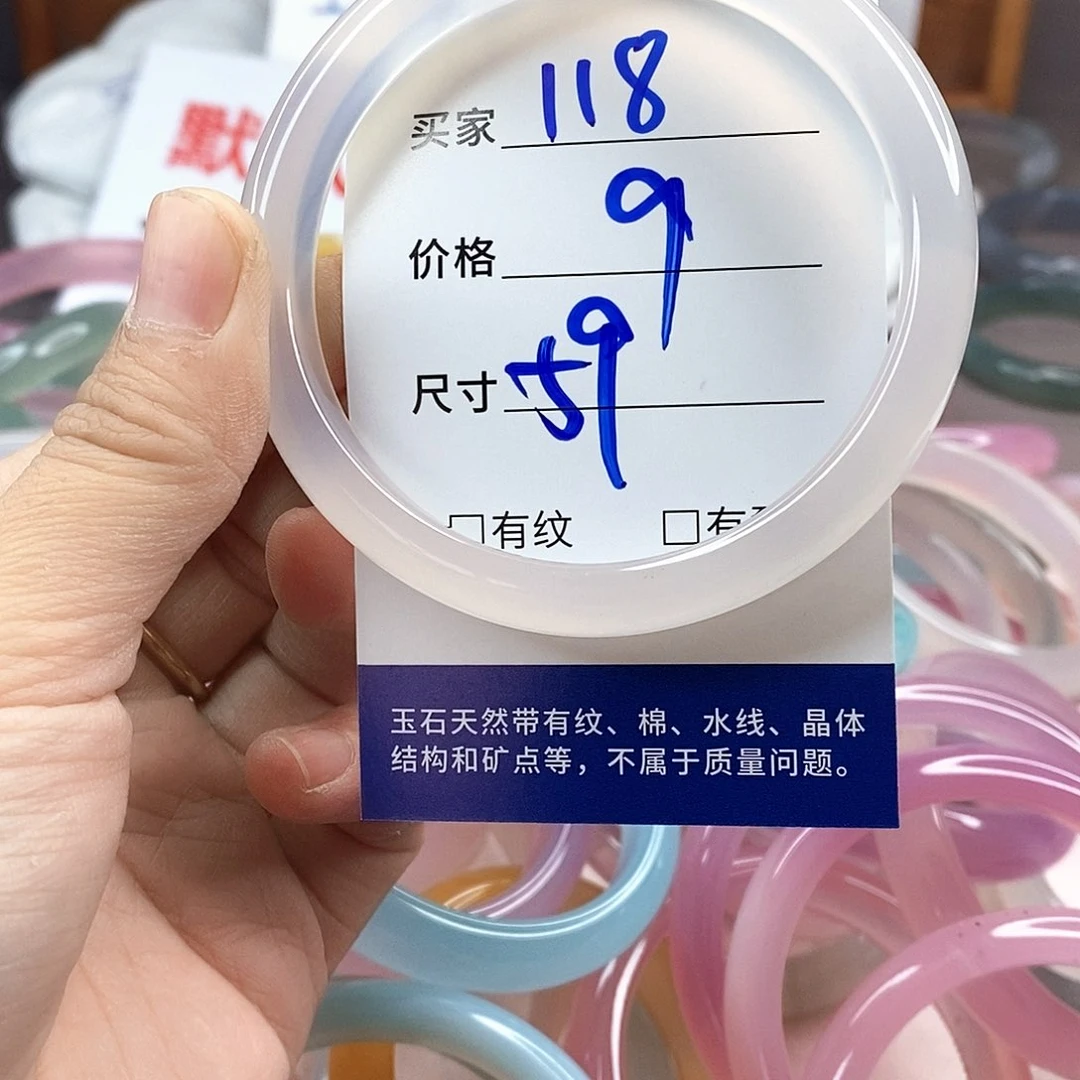 默
买家 118
价格 9
尺寸 59
□有纹 □有
玉石天然带有纹、棉、水线、晶体
结构和矿点等，不属于质量问题。